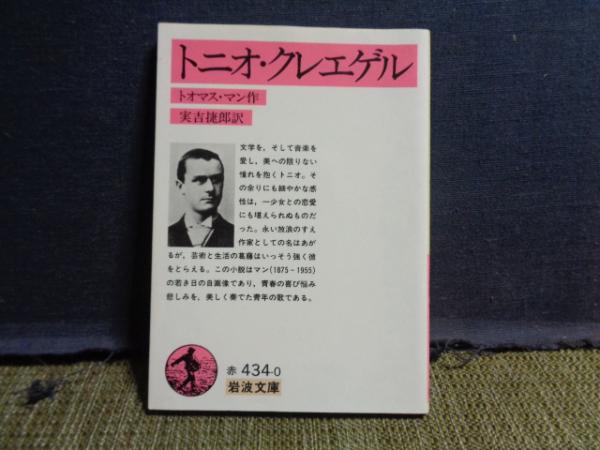 トニオ・クレエゲル
トオマス・マン作
実吉捷郎訳
文学を，そして音楽を
愛し，美への限りない
憧れを抱くトニオ。そ
の余りにも細やかな感
性は，一少女との恋愛
にも堪えられぬものだ
った。永い放浪のすえ
作家としての名はあが
るが，芸術と生活の葛藤はいっそう強く彼
をとらえる。この小説はマン(1875-1955)
の若き日の自画像であり，青春の喜び悩み
悲しみを，美しく奏でた青年の歌である。
赤 434-0
岩波文庫